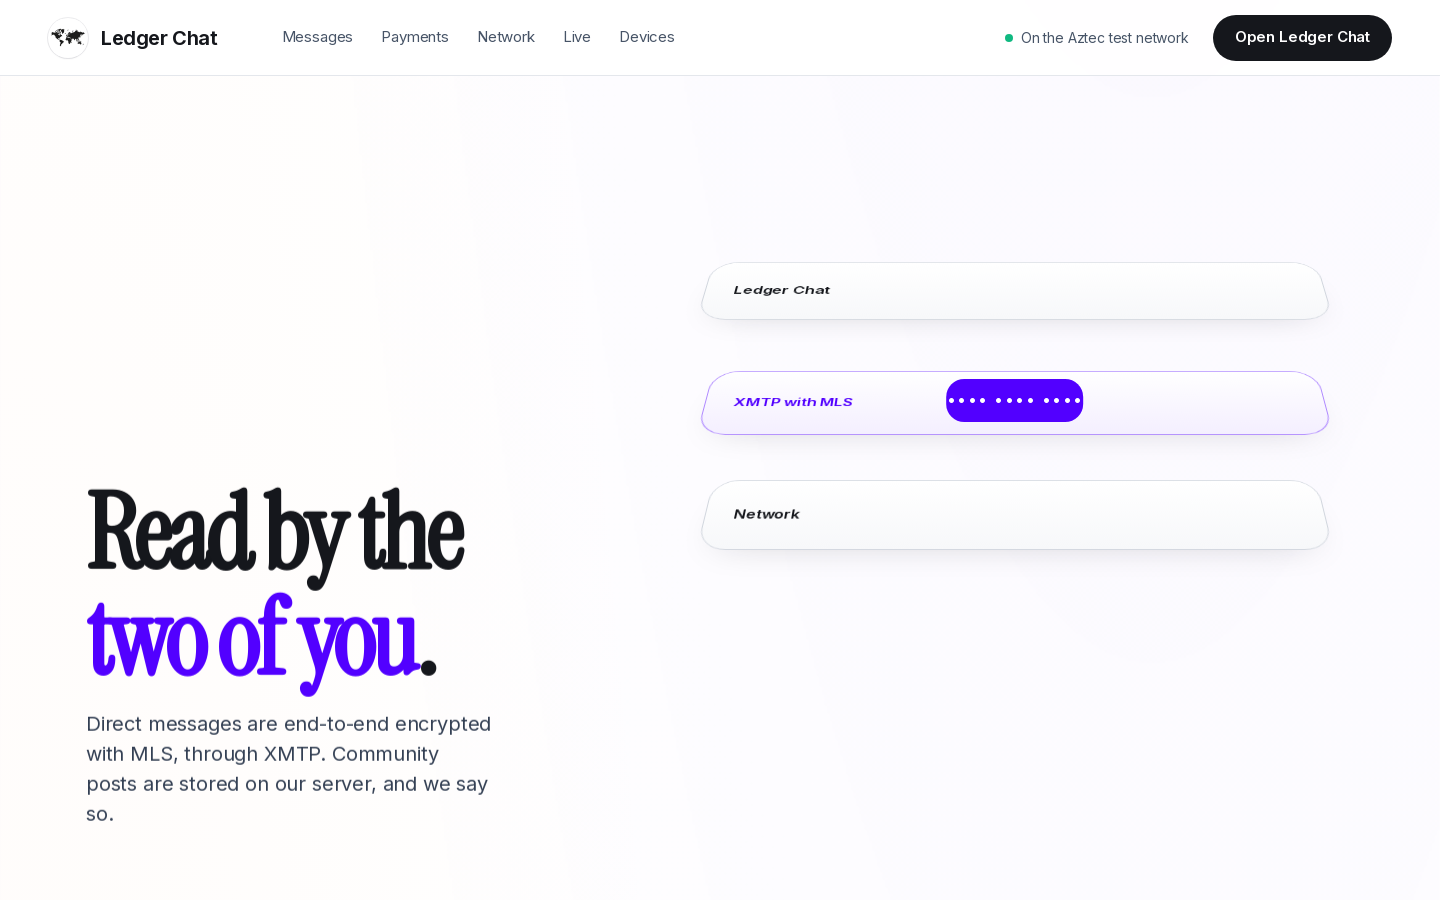 Ledger Chat
Messages
Payments
Network
Live
Devices
On the Aztec test network
Open Ledger Chat
Ledger Chat
XMTP with MLS
•••• •••• ••••
Network
Read by the
two of you.
Direct messages are end-to-end encrypted
with MLS, through XMTP. Community
posts are stored on our server, and we say
so.